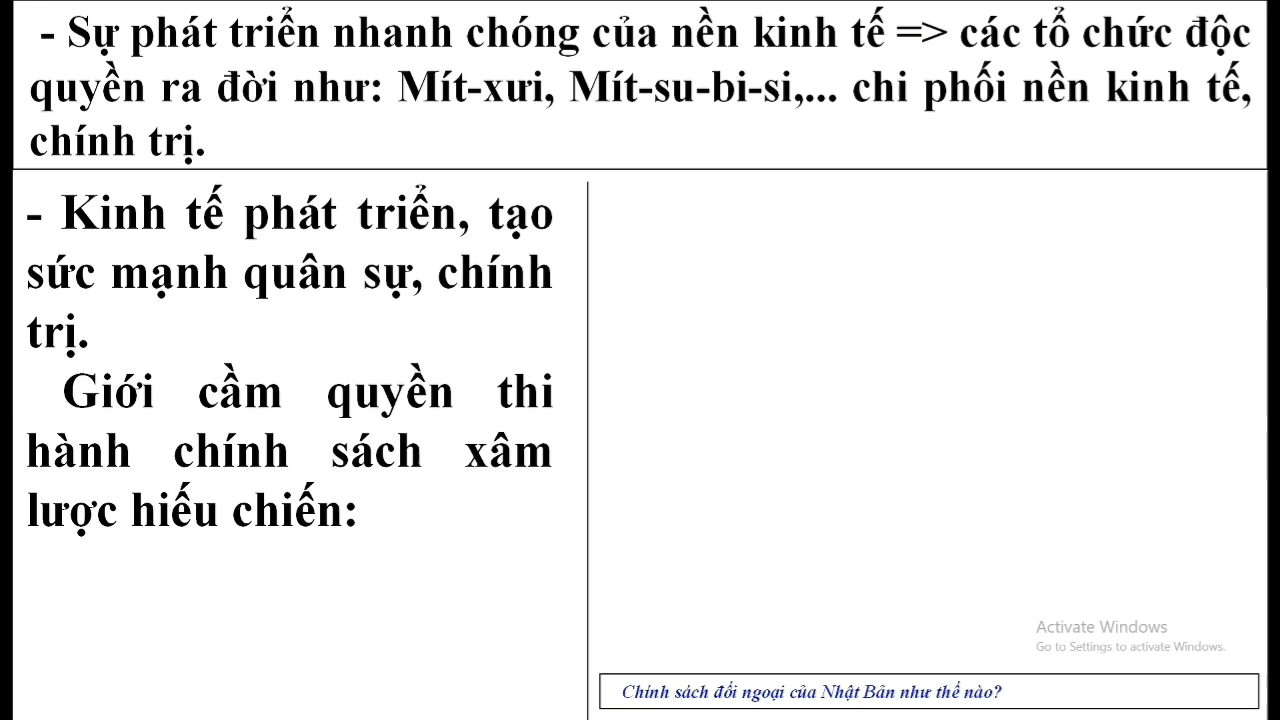 - Sự phát triển nhanh chóng của nền kinh tế => các tổ chức độc
quyền ra đời như: Mít-xưi, Mít-su-bi-si,... chi phối nền kinh tế,
chính trị.
- Kinh tế phát triển, tạo
sức mạnh quân sự, chính
trị.
Giới cầm quyền thi
hành chính sách xâm
lược hiếu chiến:
Activate Windows
Go to Settings to activate Windows.
Chính sách đối ngoại của Nhật Bản như thế nào?